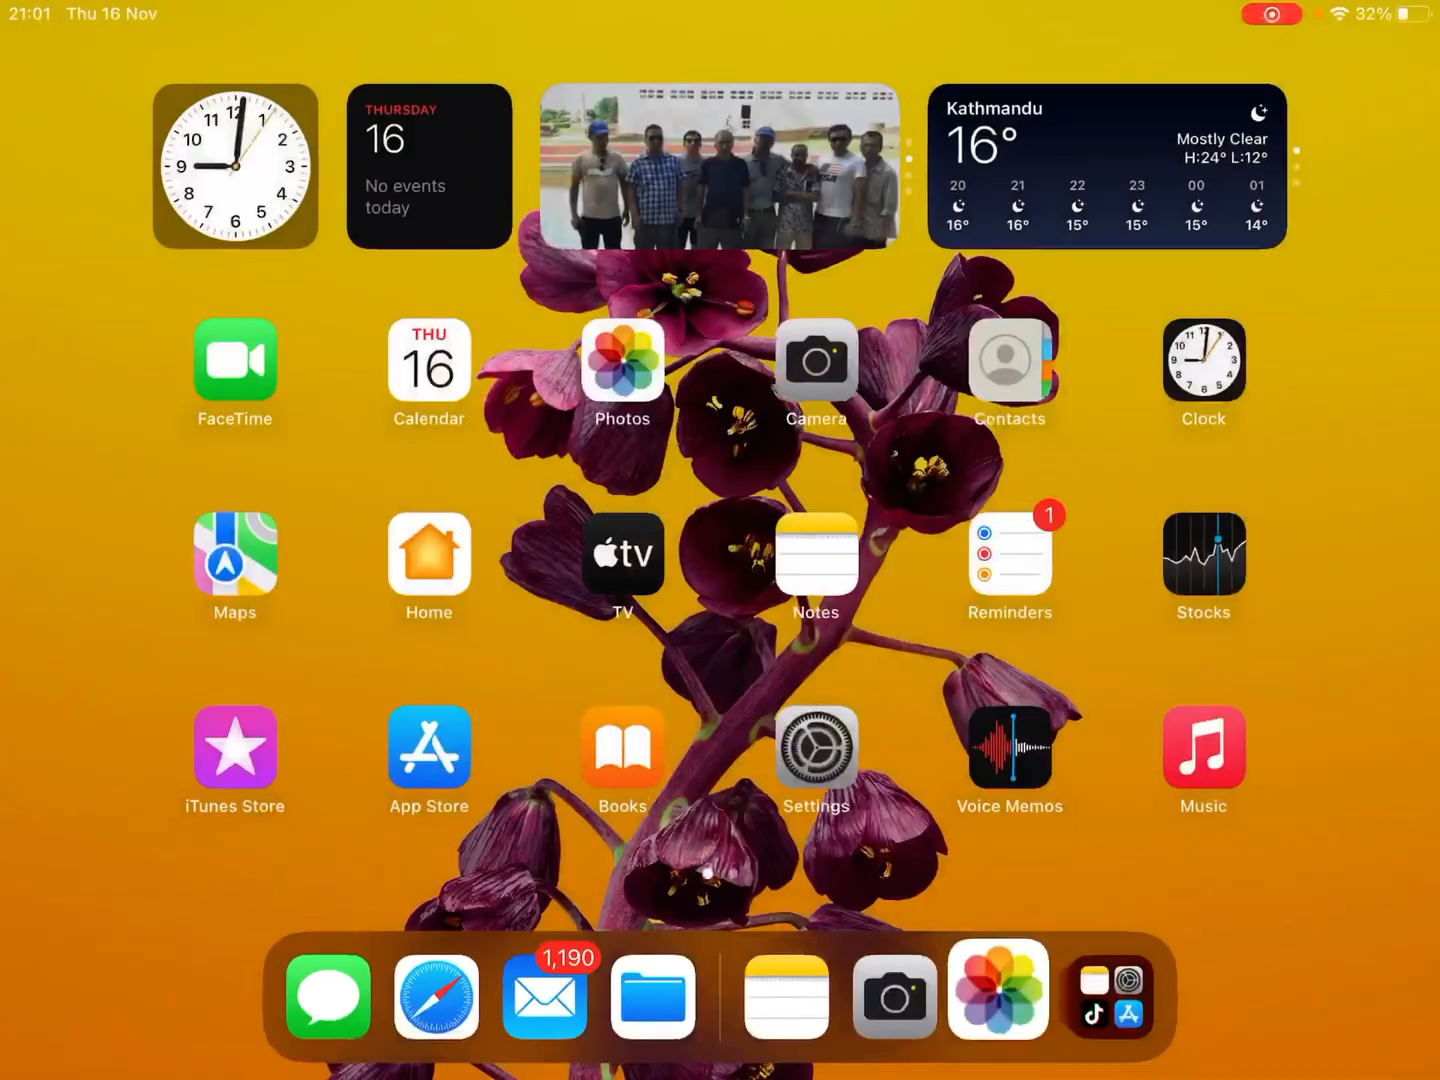 21:01 Thu 16 Nov
32%
THURSDAY
16
No events
today
Kathmandu
16°
Mostly Clear
H:24° L:12°
20 21 22 23 00 01
16° 16° 15° 15° 15° 14°
12 1 2 3 4 5 6 7 8 9 10 11
THU
16
FaceTime Calendar Photos Camera Contacts Clock
tv
1
Maps Home TV Notes Reminders Stocks
iTunes Store App Store Books Settings Voice Memos Music
1,190